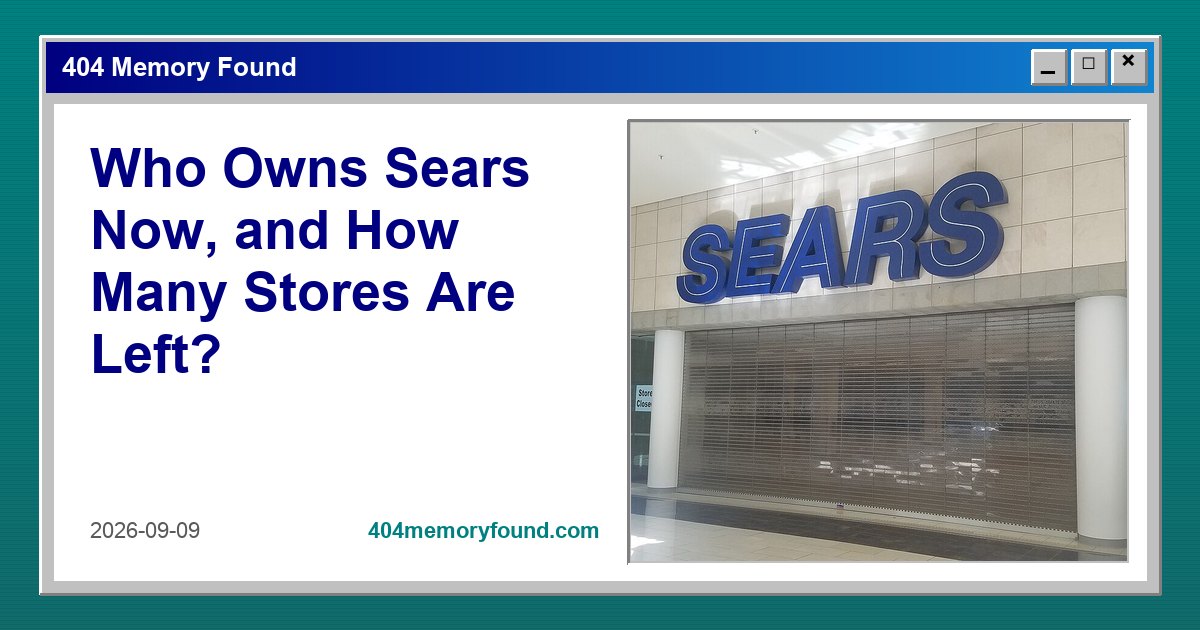 404 Memory Found
Who Owns Sears
Now, and How
Many Stores Are
Left?
2026-09-09
404memoryfound.com
SEARS
Store
Closed